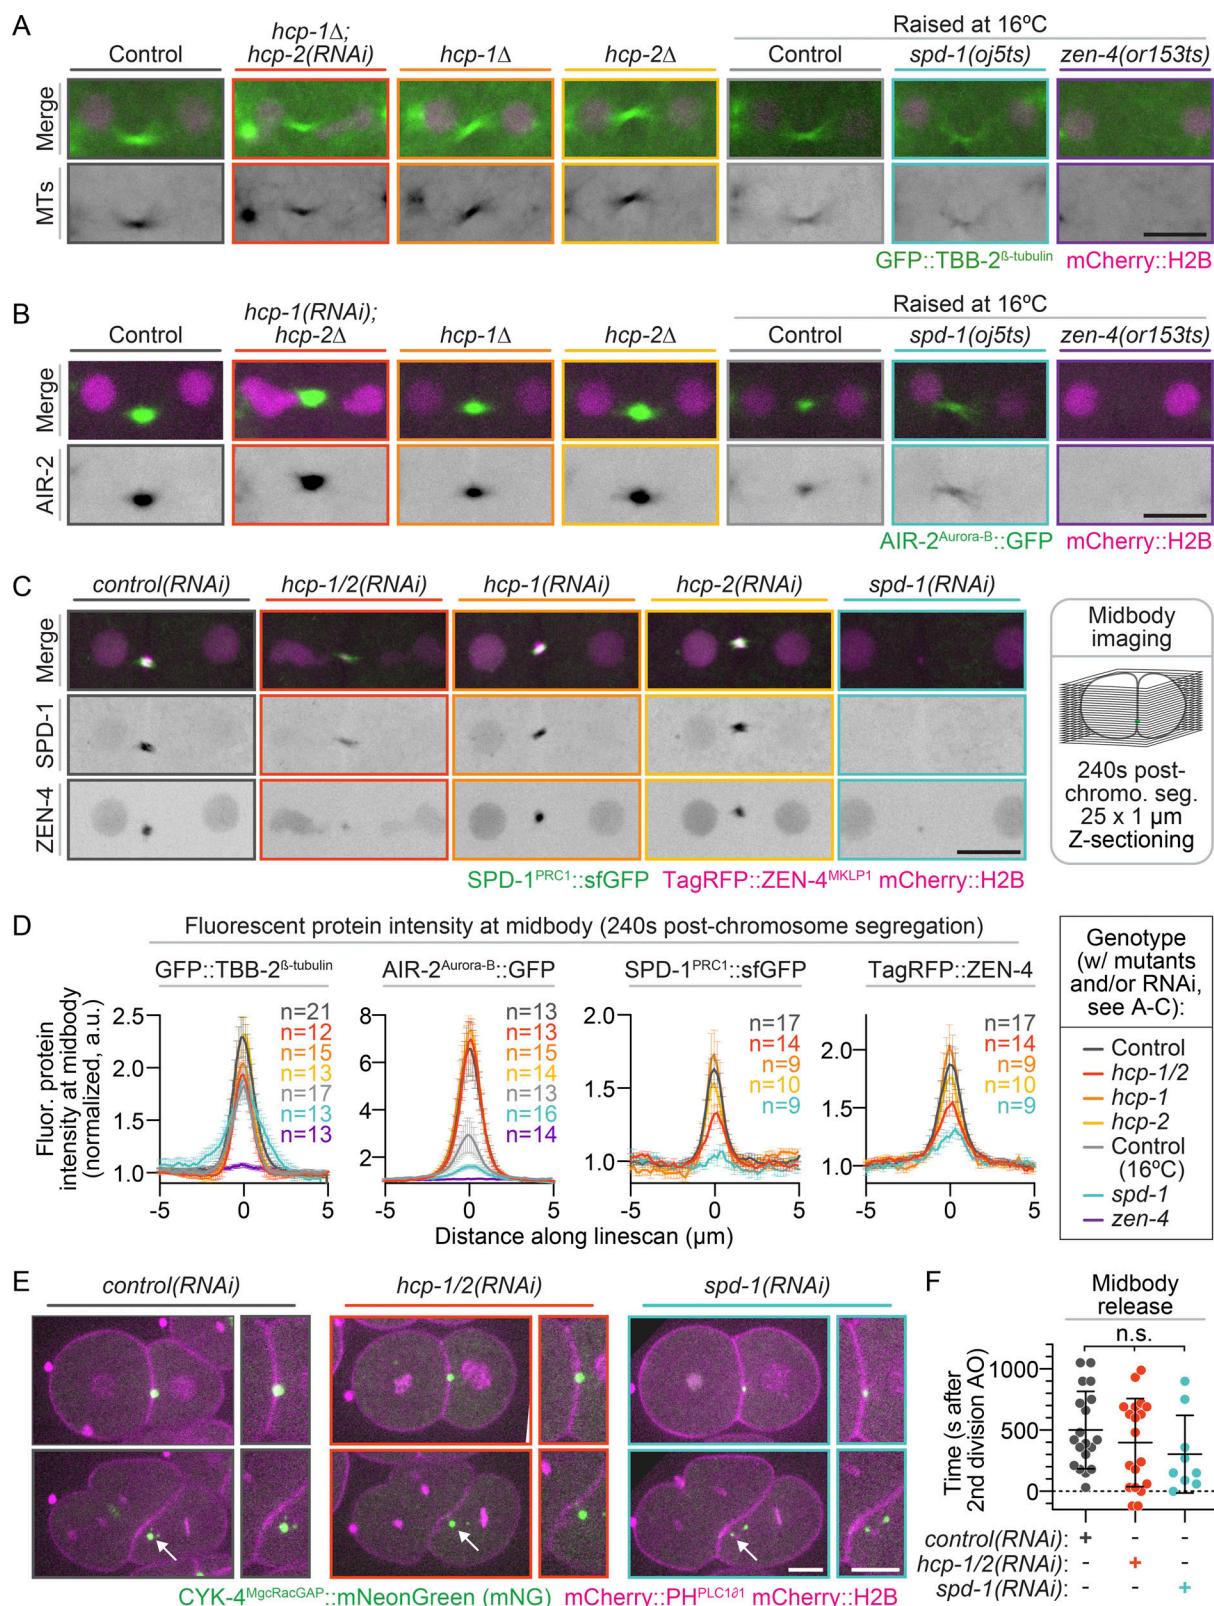 A
Raised at 16ºC
Control
hcp-1Δ;
hcp-2(RNAi)
hcp-1Δ
hcp-2Δ
Control
spd-1(oj5ts)
zen-4(or153ts)
Merge
MTs
GFP::TBB-2ß-tubulin mCherry::H2B
B
Raised at 16ºC
Control
hcp-1(RNAi);
hcp-2Δ
hcp-1Δ
hcp-2Δ
Control
spd-1(oj5ts)
zen-4(or153ts)
Merge
AIR-2
AIR-2Aurora-B::GFP mCherry::H2B
C
control(RNAi)
hcp-1/2(RNAi)
hcp-1(RNAi)
hcp-2(RNAi)
spd-1(RNAi)
Merge
SPD-1
ZEN-4
SPD-1PRC1::sfGFP TagRFP::ZEN-4MKLP1 mCherry::H2B
Midbody
imaging
240s post-
chromo. seg.
25 x 1 µm
Z-sectioning
D
Fluorescent protein intensity at midbody (240s post-chromosome segregation)
Fluor. protein
intensity at midbody
(normalized, a.u.)
GFP::TBB-2ß-tubulin
2.5
2.0
1.5
1.0
n=21
n=12
n=15
n=13
n=17
n=13
n=13
-5 0 5
AIR-2Aurora-B::GFP
8
6
4
2
n=13
n=13
n=15
n=14
n=13
n=16
n=14
-5 0 5
SPD-1PRC1::sfGFP
2.0
1.5
1.0
n=17
n=14
n=9
n=10
n=9
-5 0 5
TagRFP::ZEN-4
2.0
1.5
1.0
n=17
n=14
n=9
n=10
n=9
-5 0 5
Distance along linescan (µm)
Genotype
(w/ mutants
and/or RNAi,
see A-C):
Control
hcp-1/2
hcp-1
hcp-2
Control
(16ºC)
spd-1
zen-4
E
control(RNAi)
hcp-1/2(RNAi)
spd-1(RNAi)
CYK-4MgcRacGAP::mNeonGreen (mNG) mCherry::PHPLC1∂1 mCherry::H2B
F
Midbody
release
n.s.
Time (s after
2nd division AO)
1000
500
0
control(RNAi): + - -
hcp-1/2(RNAi): - + -
spd-1(RNAi): - - +